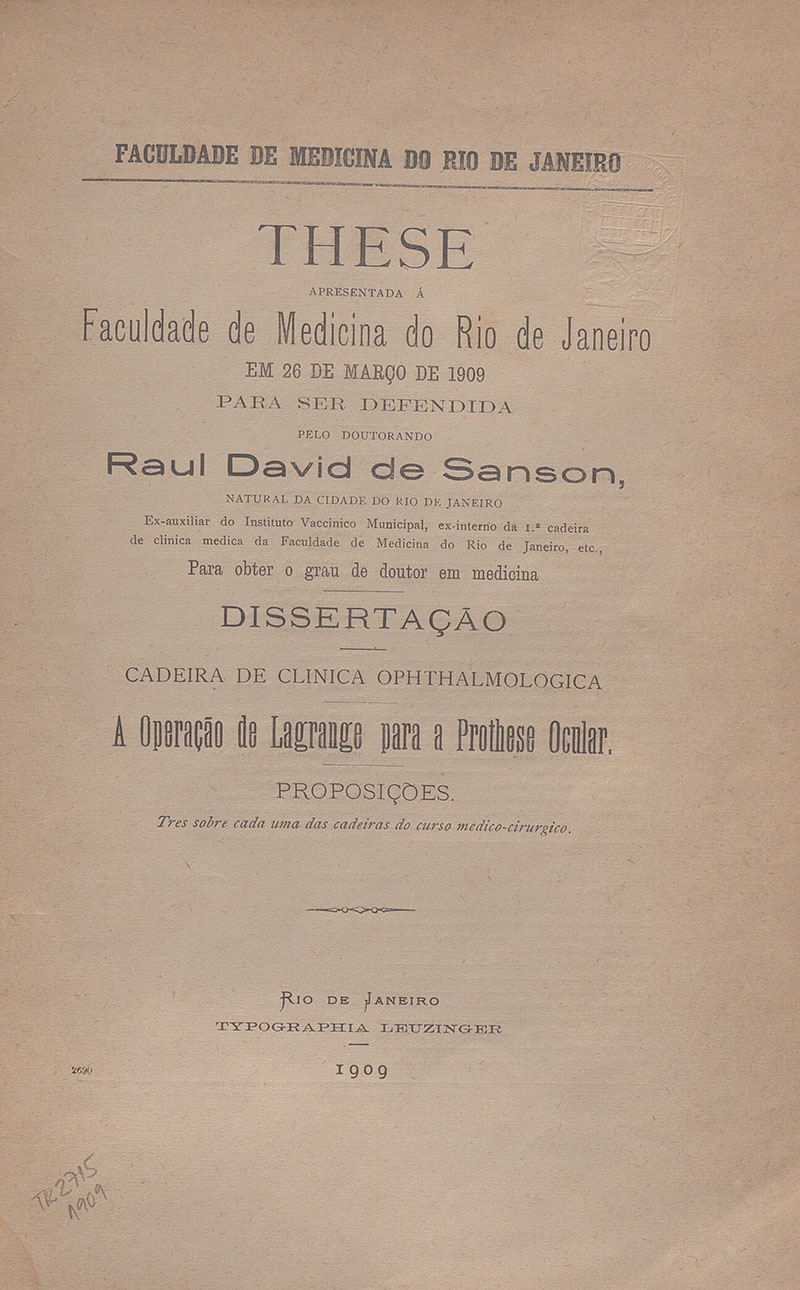 FACULDADE DE MEDICINA DO RIO DE JANEIRO
THESE
APRESENTADA Á
Faculdade de Medicina do Rio de Janeiro
EM 26 DE MARÇO DE 1909
PARA SER DEFENDIDA
PELO DOUTORANDO
Raul David de Sanson,
NATURAL DA CIDADE DO RIO DE JANEIRO
Ex-auxiliar do Instituto Vaccinico Municipal, ex-interno da 1.ª cadeira
de clinica medica da Faculdade de Medicina do Rio de Janeiro, etc.,
Para obter o grau de doutor em medicina
DISSERTAÇÃO
CADEIRA DE CLINICA OPHTHALMOLOGICA
A Operação de Lagrange para a Prothese Ocular.
PROPOSIÇÕES.
Tres sobre cada uma das cadeiras do curso medico-cirurgico.
RIO DE JANEIRO
TYPOGRAPHIA LEUZINGER
1909
2690
TR2715
1909